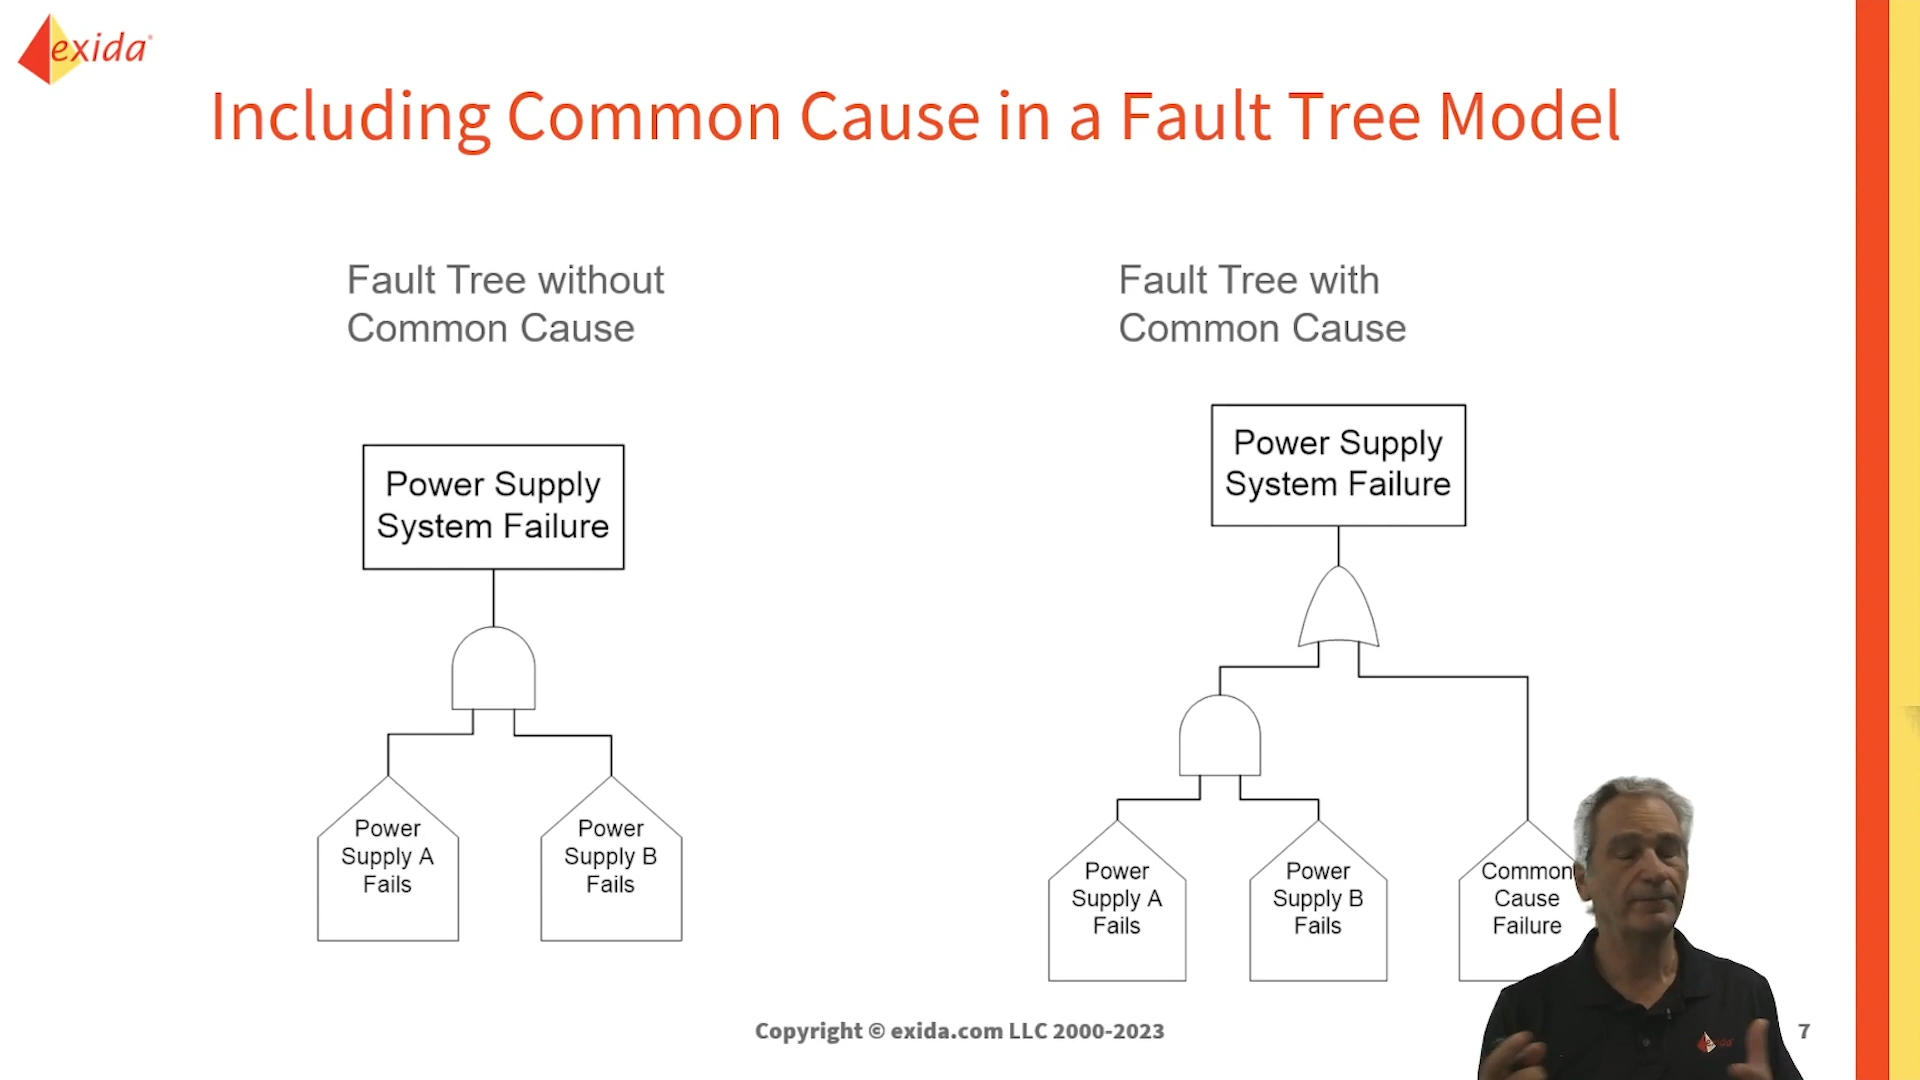 exida
Including Common Cause in a Fault Tree Model
Fault Tree without
Common Cause
Fault Tree with
Common Cause
Power Supply
System Failure
Power
Supply A
Fails
Power
Supply B
Fails
Power Supply
System Failure
Power
Supply A
Fails
Power
Supply B
Fails
Common
Cause
Failure
Copyright © exida.com LLC 2000-2023
7
exida